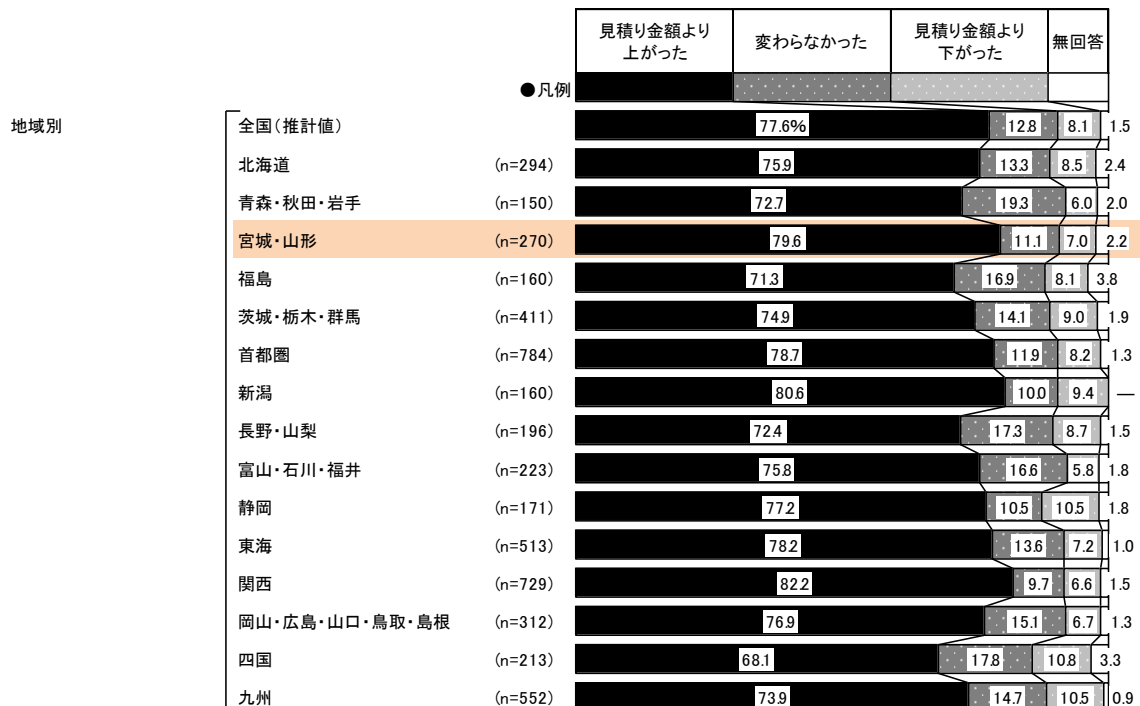 見積り金額より
上がった
変わらなかった
見積り金額より
下がった
無回答
●凡例
地域別
全国(推計値) 77.6% 12.8 8.1 1.5
北海道 (n=294) 75.9 13.3 8.5 2.4
青森・秋田・岩手 (n=150) 72.7 19.3 6.0 2.0
宮城・山形 (n=270) 79.6 11.1 7.0 2.2
福島 (n=160) 71.3 16.9 8.1 3.8
茨城・栃木・群馬 (n=411) 74.9 14.1 9.0 1.9
首都圏 (n=784) 78.7 11.9 8.2 1.3
新潟 (n=160) 80.6 10.0 9.4 ―
長野・山梨 (n=196) 72.4 17.3 8.7 1.5
富山・石川・福井 (n=223) 75.8 16.6 5.8 1.8
静岡 (n=171) 77.2 10.5 10.5 1.8
東海 (n=513) 78.2 13.6 7.2 1.0
関西 (n=729) 82.2 9.7 6.6 1.5
岡山・広島・山口・鳥取・島根 (n=312) 76.9 15.1 6.7 1.3
四国 (n=213) 68.1 17.8 10.8 3.3
九州 (n=552) 73.9 14.7 10.5 0.9